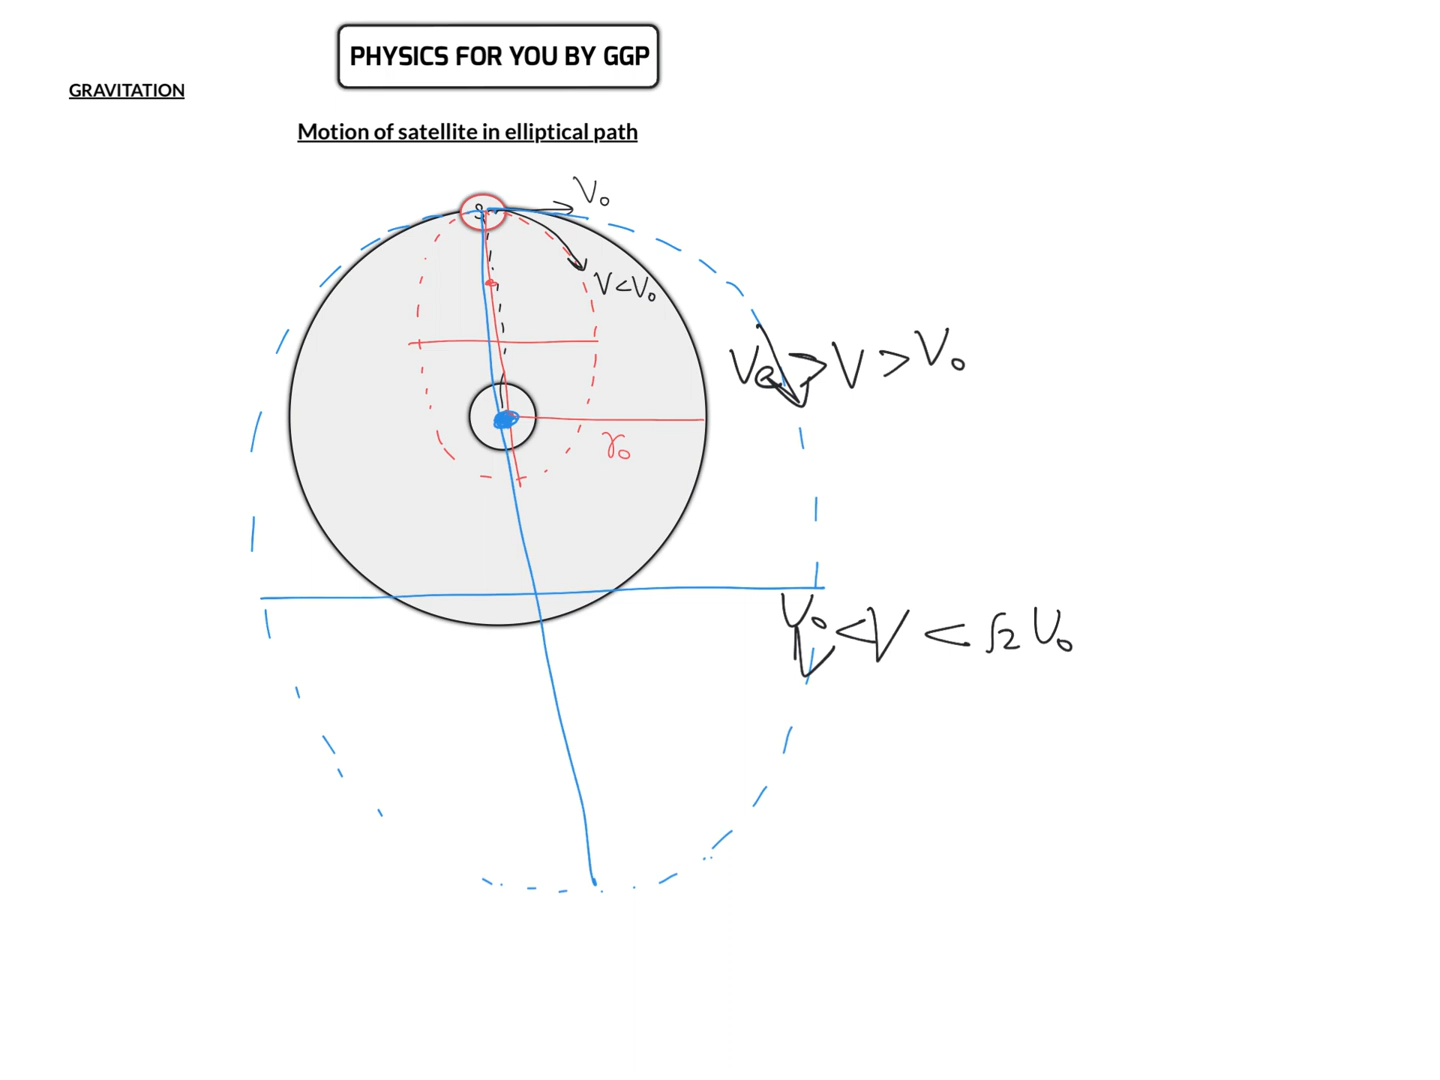 PHYSICS FOR YOU BY GGP
GRAVITATION
Motion of satellite in elliptical path
V₀
V < V₀
Vₑ > V > V₀
r₀
V₀ < V < √2 V₀